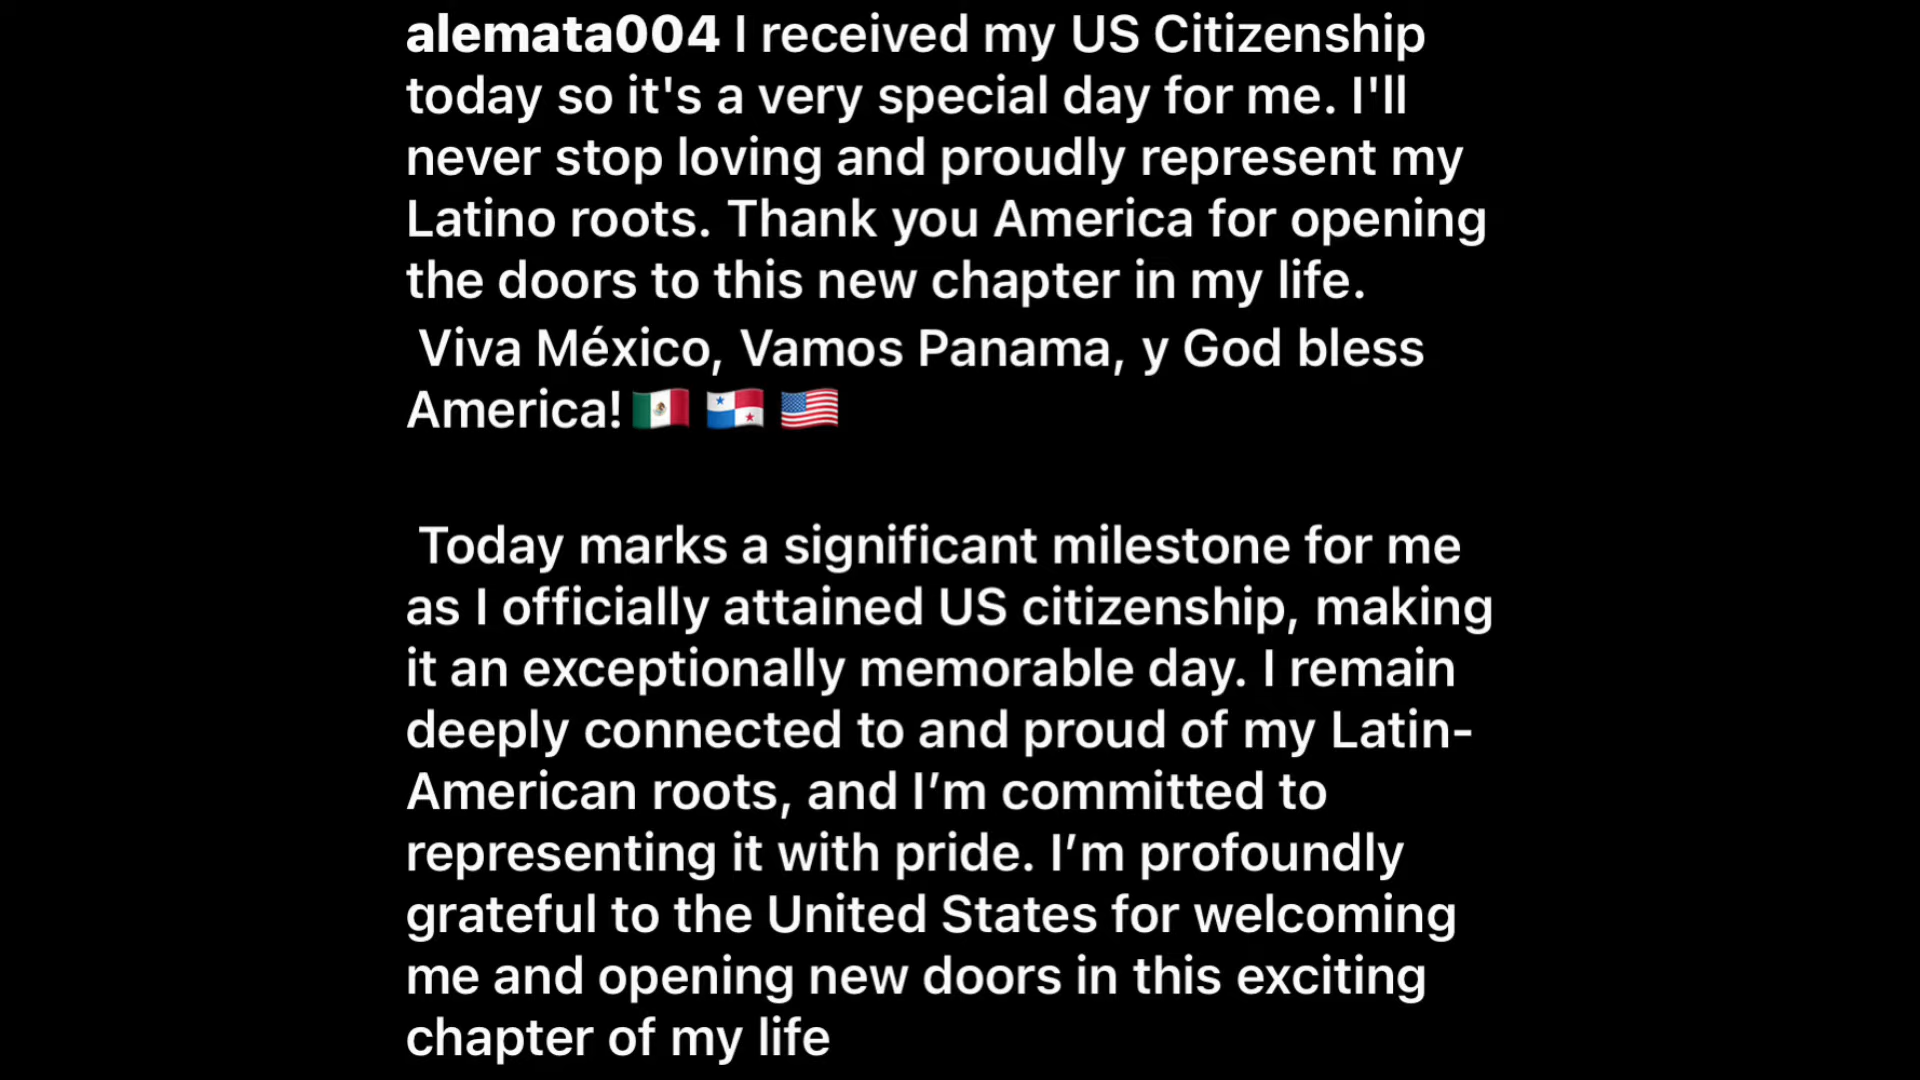 alemata004 I received my US Citizenship
today so it's a very special day for me. I'll
never stop loving and proudly represent my
Latino roots. Thank you America for opening
the doors to this new chapter in my life.
Viva México, Vamos Panama, y God bless
America!🇲🇽 🇵🇦 🇺🇸
Today marks a significant milestone for me
as I officially attained US citizenship, making
it an exceptionally memorable day. I remain
deeply connected to and proud of my Latin-
American roots, and I’m committed to
representing it with pride. I’m profoundly
grateful to the United States for welcoming
me and opening new doors in this exciting
chapter of my life